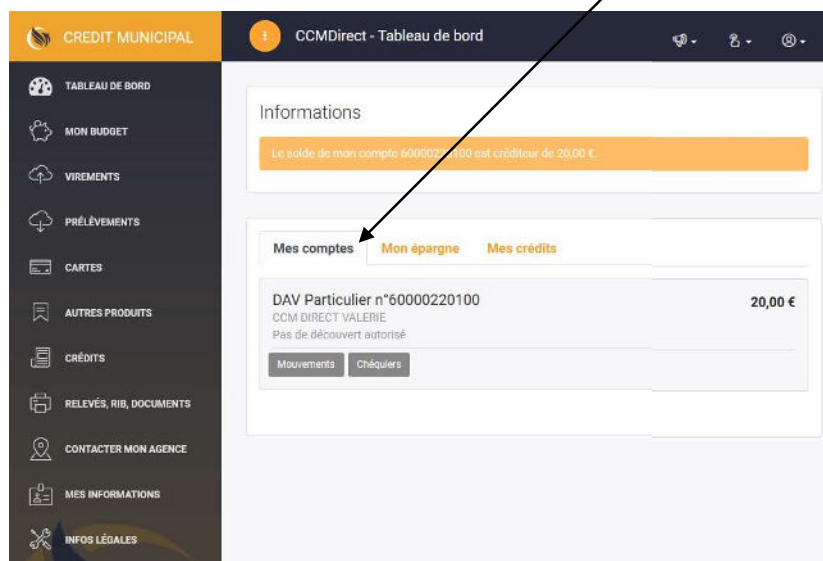 CREDIT MUNICIPAL
CCMDirect - Tableau de bord
TABLEAU DE BORD
MON BUDGET
VIREMENTS
PRÉLÈVEMENTS
CARTES
AUTRES PRODUITS
CRÉDITS
RELEVÉS, RIB, DOCUMENTS
CONTACTER MON AGENCE
MES INFORMATIONS
INFOS LÉGALES
Informations
Le solde de mon compte 60000220100 est créditeur de 20,00 €.
Mes comptes Mon épargne Mes crédits
DAV Particulier n°60000220100 20,00 €
CCM DIRECT VALERIE
Pas de découvert autorisé
Mouvements Chéquiers